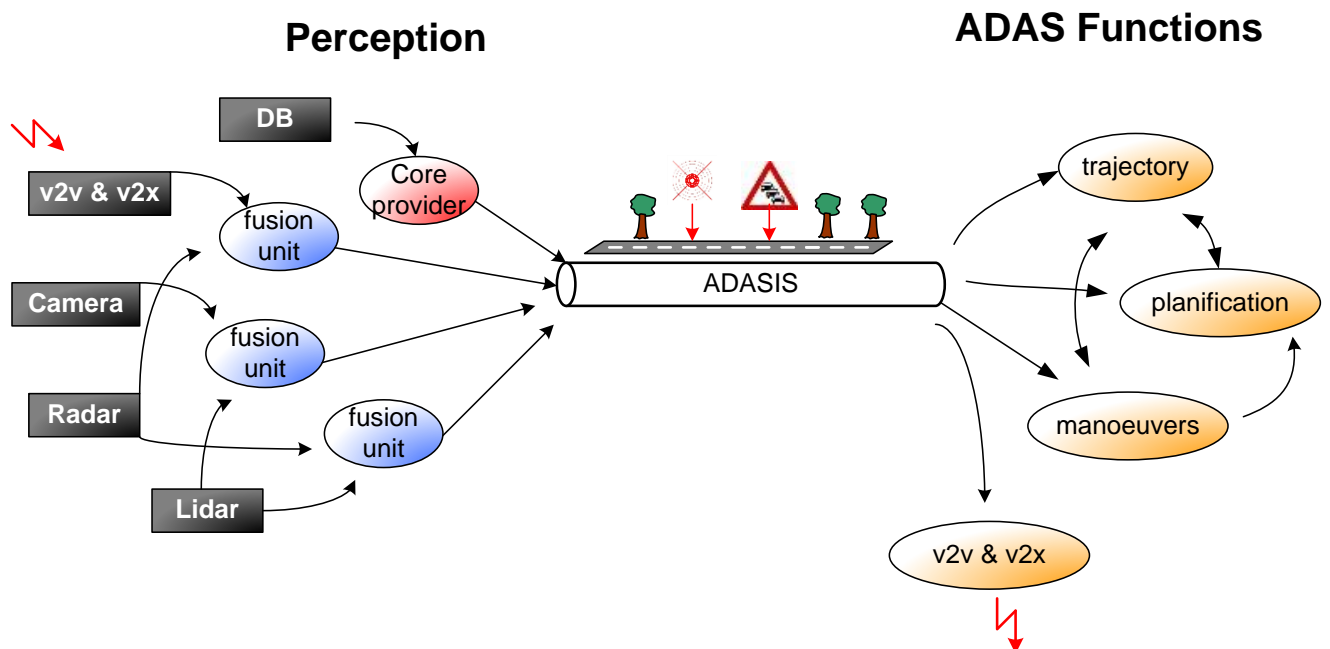 Perception
ADAS Functions
DB
v2v & v2x
Core
provider
fusion
unit
Camera
fusion
unit
Radar
fusion
unit
Lidar
ADASIS
trajectory
planification
manoeuvers
v2v & v2x